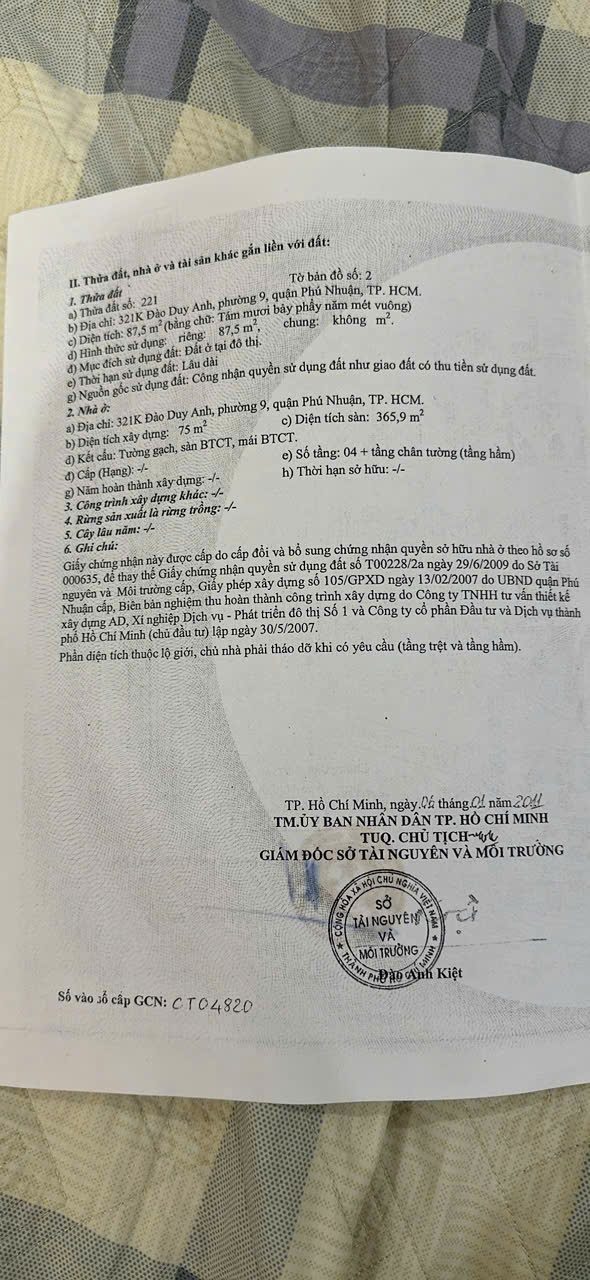 II. Thửa đất, nhà ở và tài sản khác gắn liền với đất:
1. Thửa đất
a) Thửa đất số: 221 Tờ bản đồ số: 2
b) Địa chỉ: 321K Đào Duy Anh, phường 9, quận Phú Nhuận, TP. HCM.
c) Diện tích: 87,5 m² (bằng chữ: Tám mươi bảy phẩy năm mét vuông)
d) Hình thức sử dụng: riêng: 87,5 m², chung: không m².
đ) Mục đích sử dụng đất: Đất ở tại đô thị.
e) Thời hạn sử dụng đất: Lâu dài
g) Nguồn gốc sử dụng đất: Công nhận quyền sử dụng đất như giao đất có thu tiền sử dụng đất.
2. Nhà ở:
a) Địa chỉ: 321K Đào Duy Anh, phường 9, quận Phú Nhuận, TP. HCM.
b) Diện tích xây dựng: 75 m² c) Diện tích sàn: 365,9 m²
d) Kết cấu: Tường gạch, sàn BTCT, mái BTCT.
đ) Cấp (Hạng): -/- e) Số tầng: 04 + tầng chân tường (tầng hầm)
g) Năm hoàn thành xây dựng: -/- h) Thời hạn sở hữu: -/-
3. Công trình xây dựng khác: -/-
4. Rừng sản xuất là rừng trồng: -/-
5. Cây lâu năm: -/-
6. Ghi chú:
Giấy chứng nhận này được cấp do cấp đổi và bổ sung chứng nhận quyền sở hữu nhà ở theo hồ sơ số
000635, để thay thế Giấy chứng nhận quyền sử dụng đất số T00228/2a ngày 29/6/2009 do Sở Tài
nguyên và Môi trường cấp, Giấy phép xây dựng số 105/GPXD ngày 13/02/2007 do UBND quận Phú
Nhuận cấp, Biên bản nghiệm thu hoàn thành công trình xây dựng do Công ty TNHH tư vấn thiết kế
xây dựng AD, Xí nghiệp Dịch vụ - Phát triển đô thị Số 1 và Công ty cổ phần Đầu tư và Dịch vụ thành
phố Hồ Chí Minh (chủ đầu tư) lập ngày 30/5/2007.
Phần diện tích thuộc lộ giới, chủ nhà phải tháo dỡ khi có yêu cầu (tầng trệt và tầng hầm).
TP. Hồ Chí Minh, ngày tháng 01 năm 2011
TM.ỦY BAN NHÂN DÂN TP. HỒ CHÍ MINH
TUQ. CHỦ TỊCH
GIÁM ĐỐC SỞ TÀI NGUYÊN VÀ MÔI TRƯỜNG
CỘNG HÒA XÃ HỘI CHỦ NGHĨA VIỆT NAM
SỞ
TÀI NGUYÊN
VÀ
MÔI TRƯỜNG
THÀNH PHỐ HỒ CHÍ MINH
Đào Anh Kiệt
Số vào sổ cấp GCN: CT04820